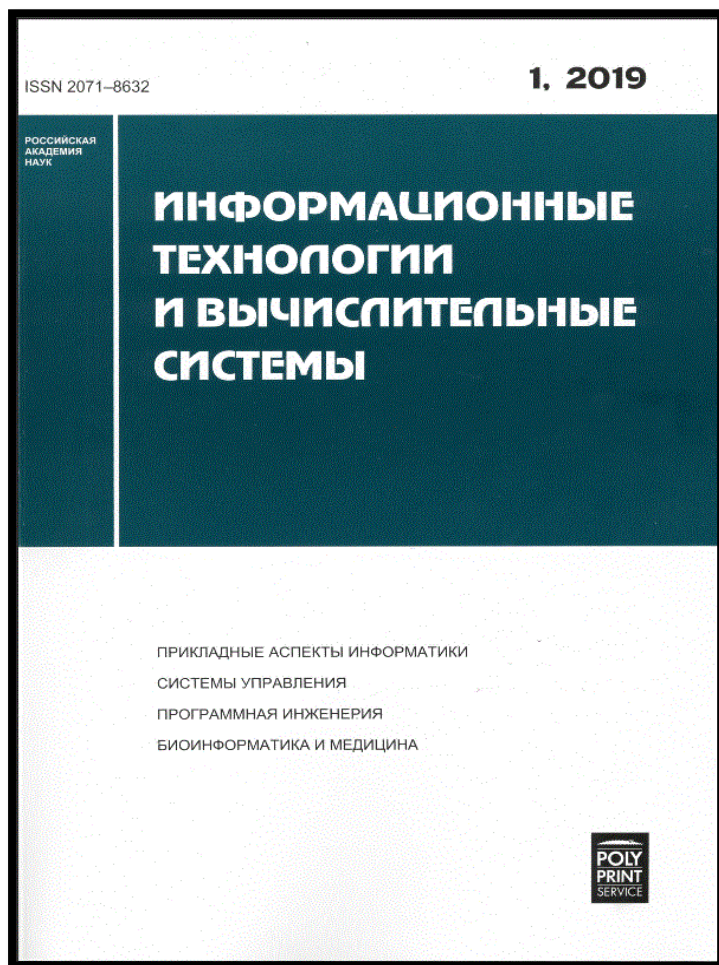 ISSN 2071–8632
1, 2019
РОССИЙСКАЯ
АКАДЕМИЯ
НАУК
ИНФОРМАЦИОННЫЕ
ТЕХНОЛОГИИ
И ВЫЧИСЛИТЕЛЬНЫЕ
СИСТЕМЫ
ПРИКЛАДНЫЕ АСПЕКТЫ ИНФОРМАТИКИ
СИСТЕМЫ УПРАВЛЕНИЯ
ПРОГРАММНАЯ ИНЖЕНЕРИЯ
БИОИНФОРМАТИКА И МЕДИЦИНА
POLY
PRINT
SERVICE